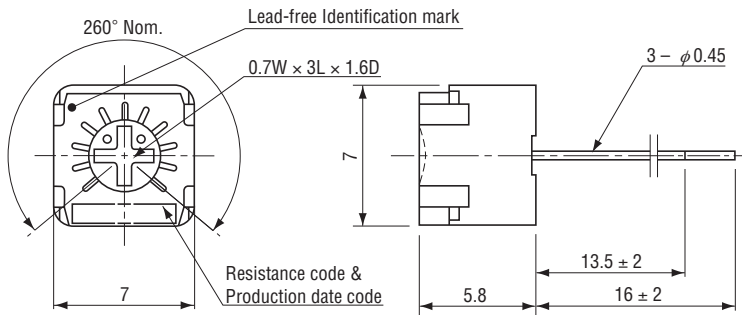 Lead-free Identification mark
260° Nom.
0.7W × 3L × 1.6D
3 – φ 0.45
7
13.5 ± 2
Resistance code &
Production date code
7
5.8
16 ± 2